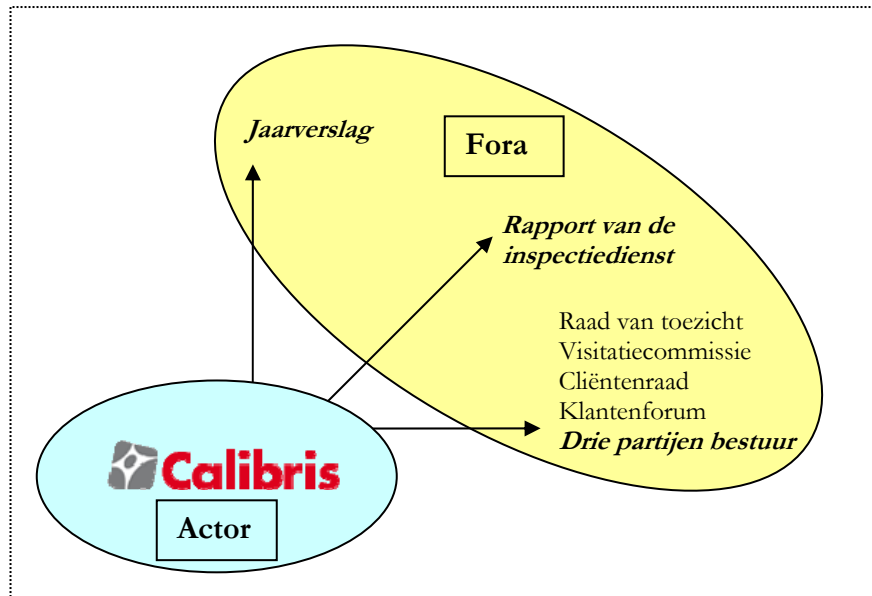 Jaarverslag
Fora
Rapport van de
inspectiedienst
Raad van toezicht
Visitatiecommissie
Cliëntenraad
Klantenforum
Drie partijen bestuur
Calibris
Actor